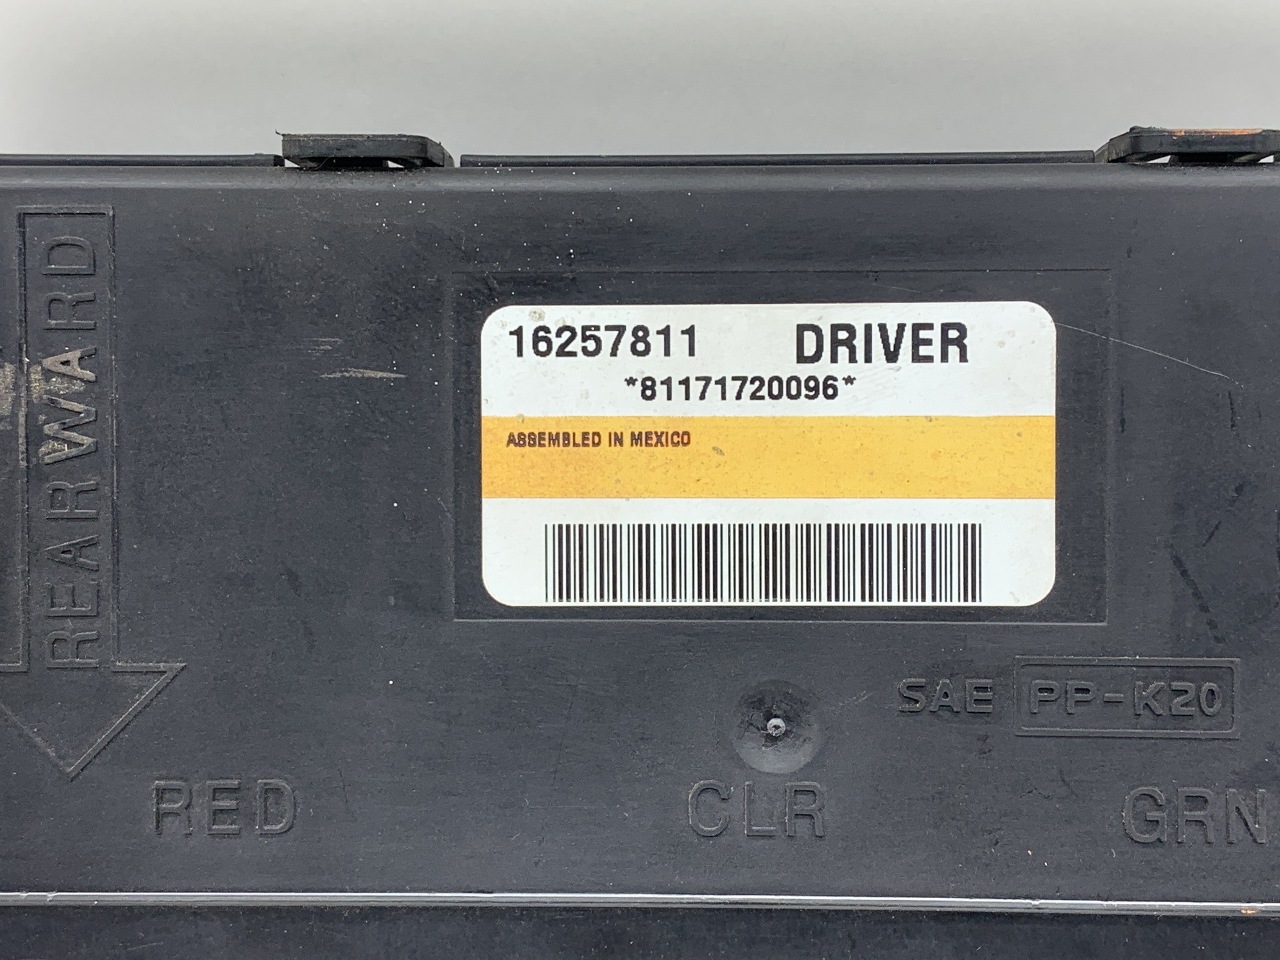 REARWARD
16257811 DRIVER
*81171720096*
ASSEMBLED IN MEXICO
SAE PP-K20
RED CLR GRN